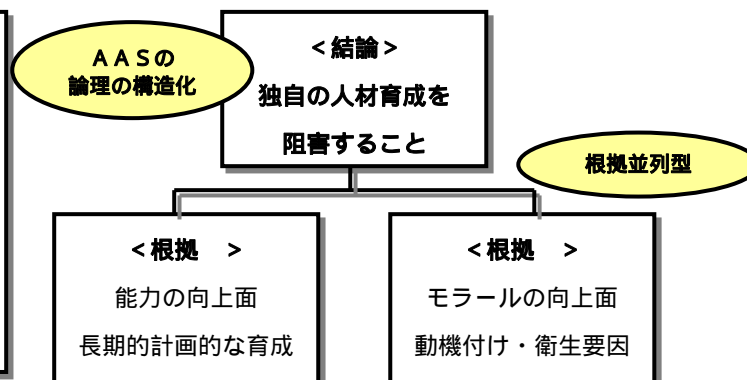 ＡＡＳの
論理の構造化
＜結論＞
独自の人材育成を
阻害すること
根拠並列型
＜根拠　＞
能力の向上面
長期的計画的な育成
＜根拠　＞
モラールの向上面
動機付け・衛生要因